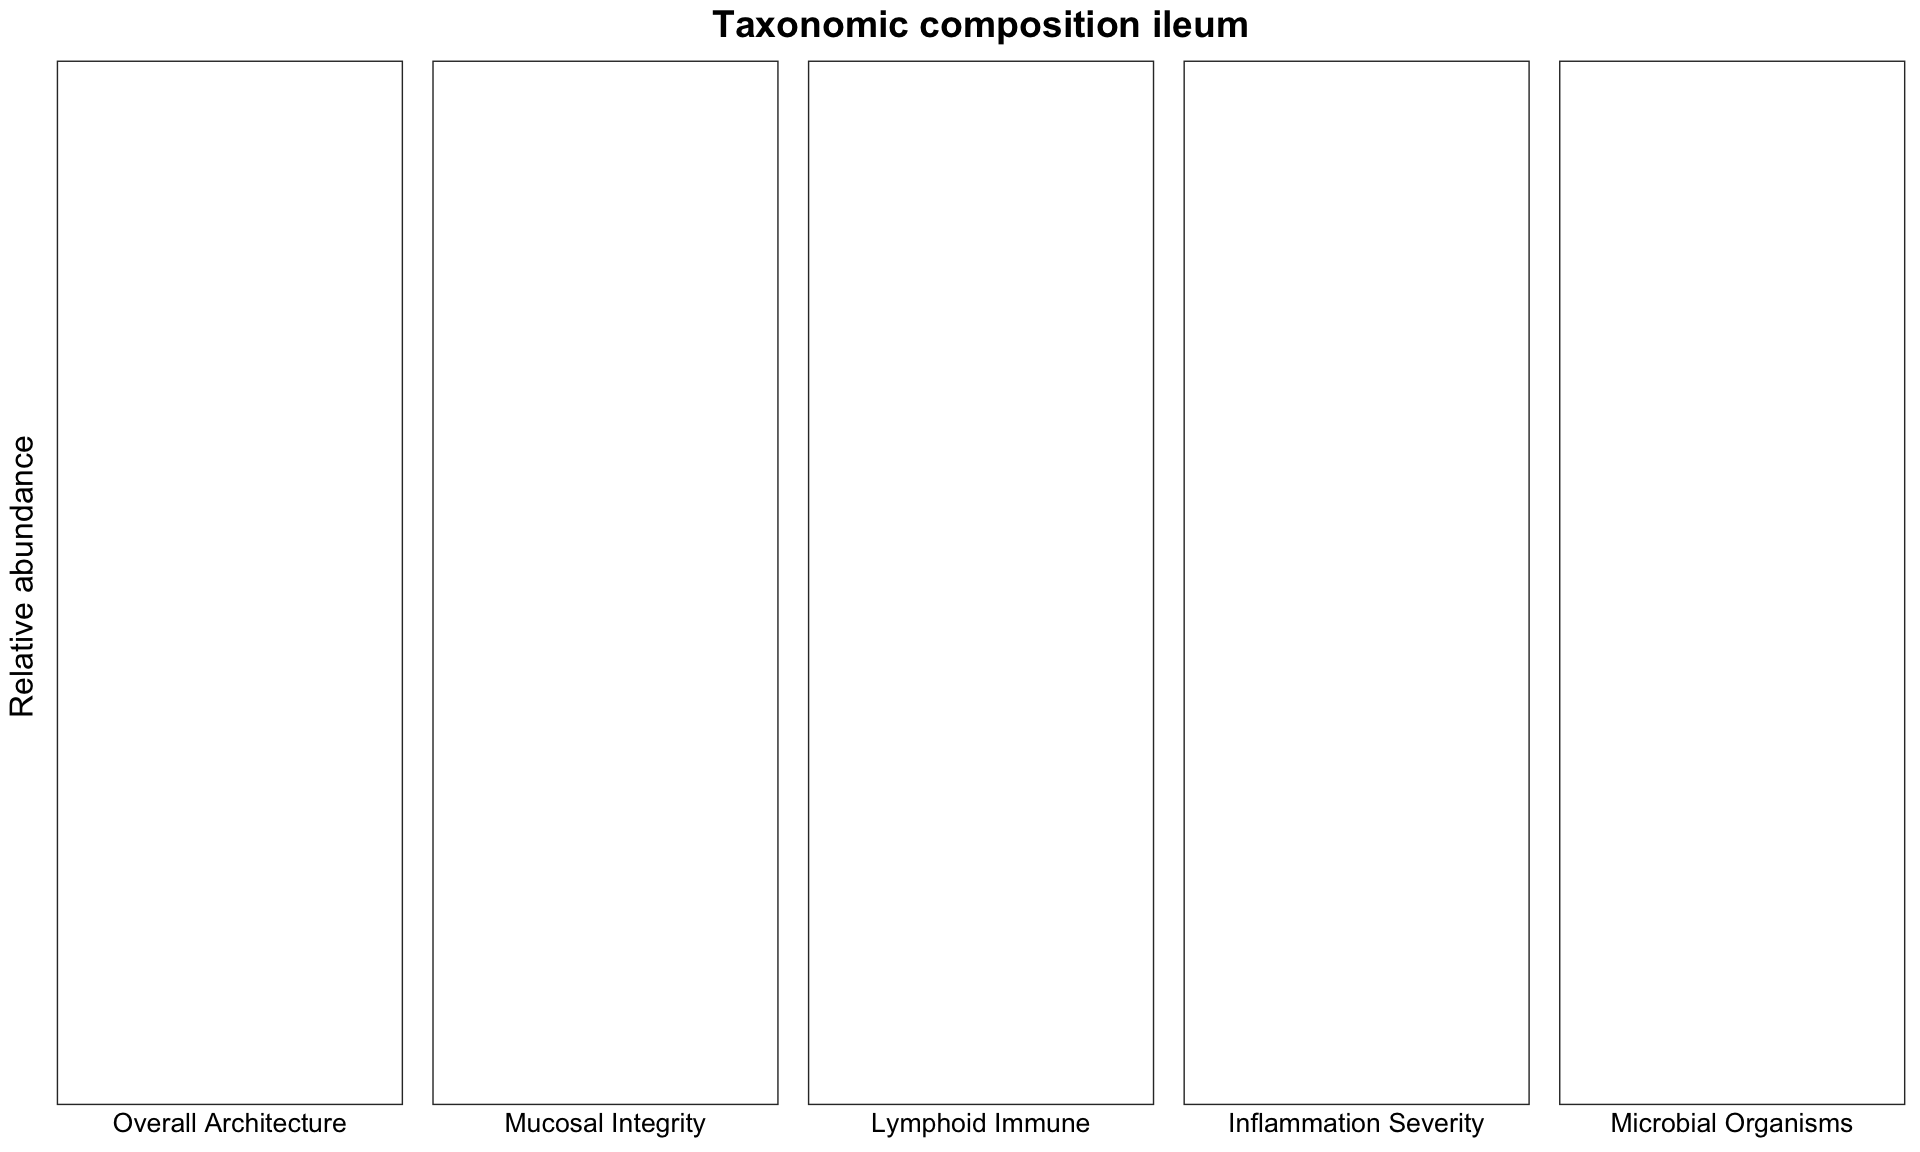 Taxonomic composition ileum
Relative abundance
Overall Architecture
Mucosal Integrity
Lymphoid Immune
Inflammation Severity
Microbial Organisms